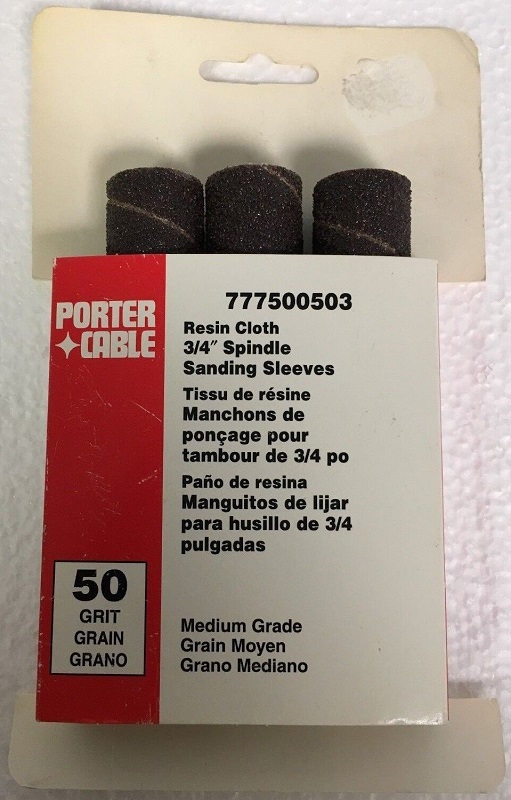 PORTER
CABLE
777500503
Resin Cloth
3/4″ Spindle
Sanding Sleeves
Tissu de résine
Manchons de
ponçage pour
tambour de 3/4 po
Paño de resina
Manguitos de lijar
para husillo de 3/4
pulgadas
50
GRIT
GRAIN
GRANO
Medium Grade
Grain Moyen
Grano Mediano